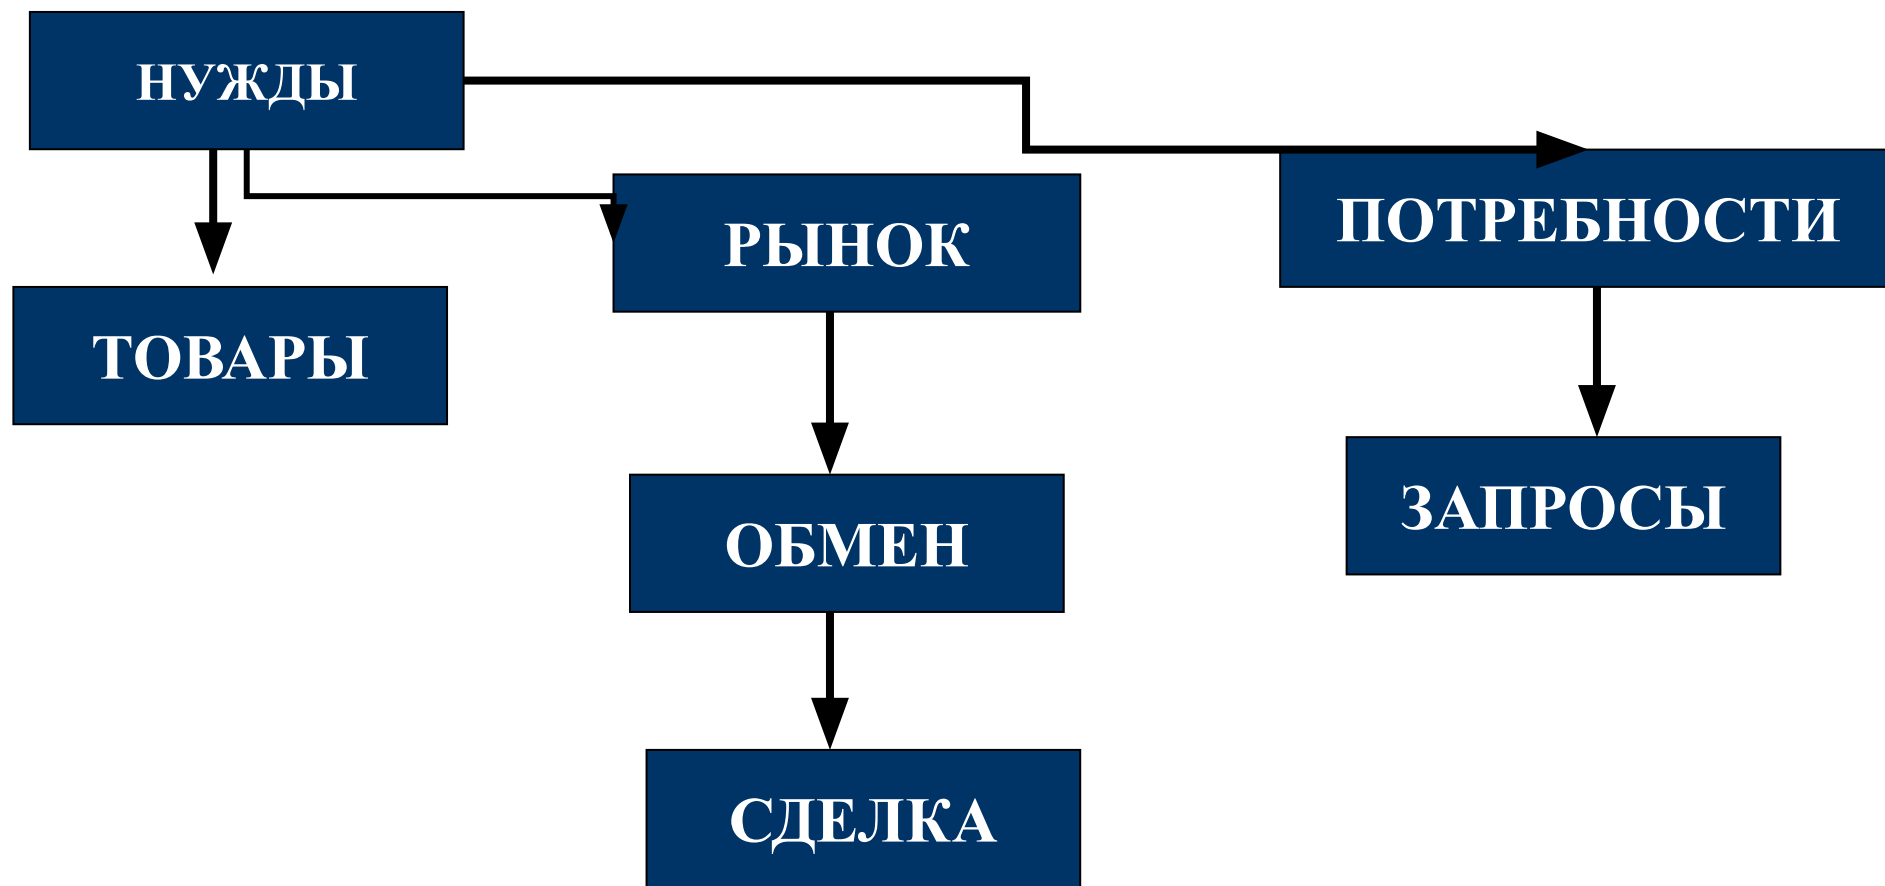 НУЖДЫ
ПОТРЕБНОСТИ
РЫНОК
ТОВАРЫ
ЗАПРОСЫ
ОБМЕН
СДЕЛКА